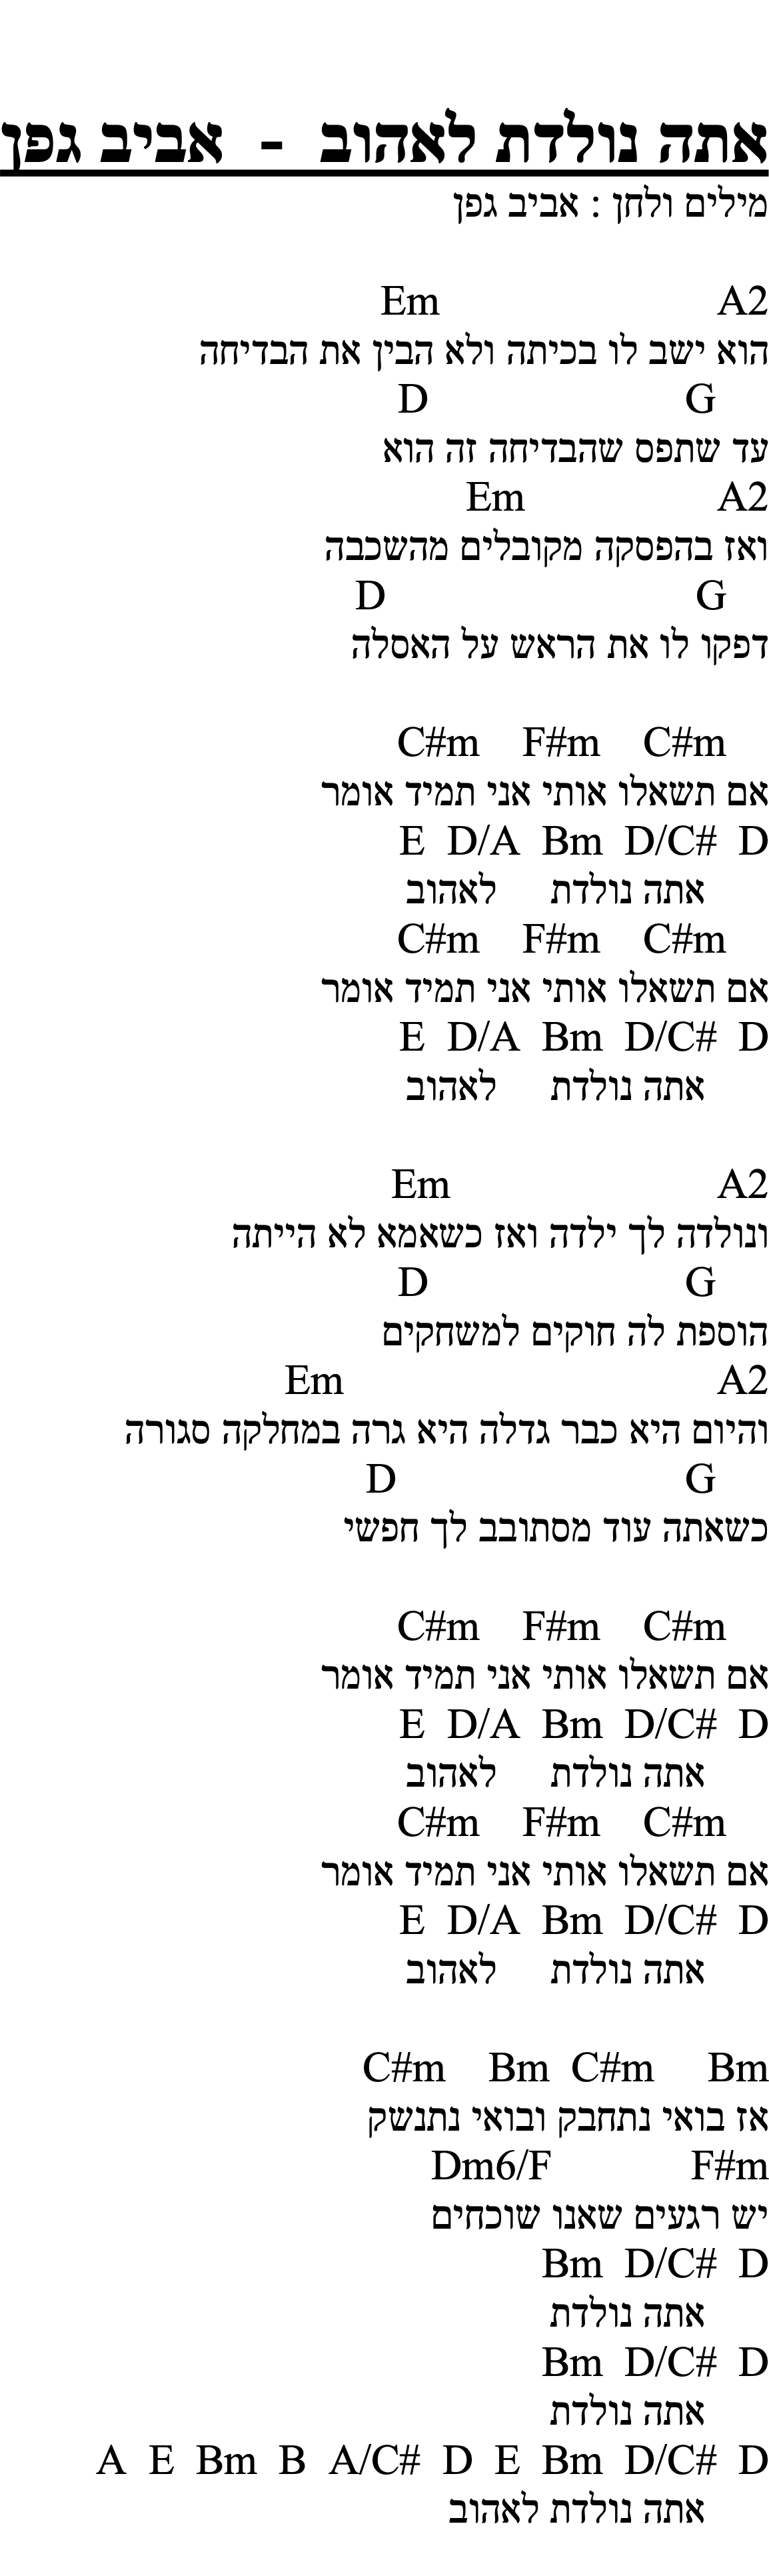 אתה נולדת לאהוב - אביב גפן
מילים ולחן : אביב גפן
Em A2
הוא ישב לו בכיתה ולא הבין את הבדיחה
D G
עד שתפס שהבדיחה זה הוא
Em A2
ואז בהפסקה מקובלים מהשכבה
D G
דפקו לו את הראש על האסלה
C#m F#m C#m
אם תשאלו אותי אני תמיד אומר
E D/A Bm D/C# D
אתה נולדת לאהוב
C#m F#m C#m
אם תשאלו אותי אני תמיד אומר
E D/A Bm D/C# D
אתה נולדת לאהוב
Em A2
ונולדה לך ילדה ואז כשאמא לא הייתה
D G
הוספת לה חוקים למשחקים
Em A2
והיום היא כבר גדלה היא גרה במחלקה סגורה
D G
כשאתה עוד מסתובב לך חפשי
C#m F#m C#m
אם תשאלו אותי אני תמיד אומר
E D/A Bm D/C# D
אתה נולדת לאהוב
C#m F#m C#m
אם תשאלו אותי אני תמיד אומר
E D/A Bm D/C# D
אתה נולדת לאהוב
C#m Bm C#m Bm
אז בואי נתחבק ובואי נתנשק
Dm6/F F#m
יש רגעים שאנו שוכחים
Bm D/C# D
אתה נולדת
Bm D/C# D
אתה נולדת
A E Bm B A/C# D E Bm D/C# D
אתה נולדת לאהוב